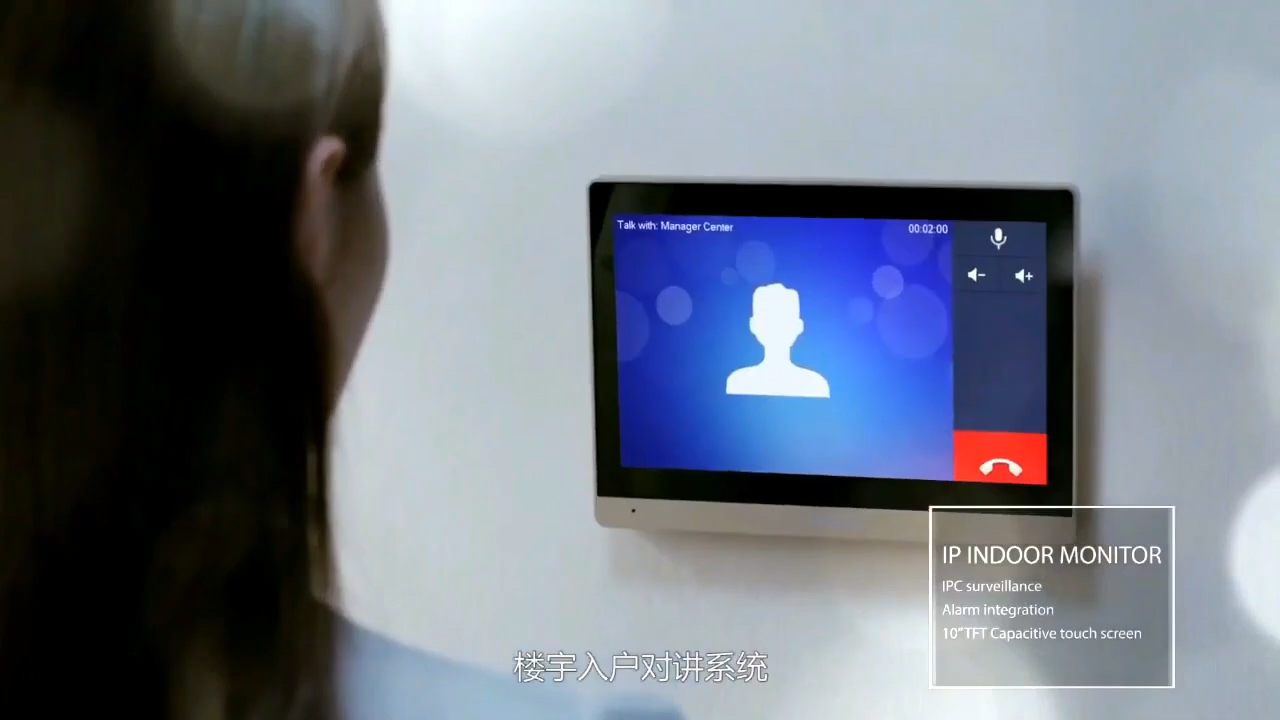 Talk with: Manager Center
00:02:00
IP INDOOR MONITOR
IPC surveillance
Alarm integration
10"TFT Capacitive touch screen
楼宇入户对讲系统